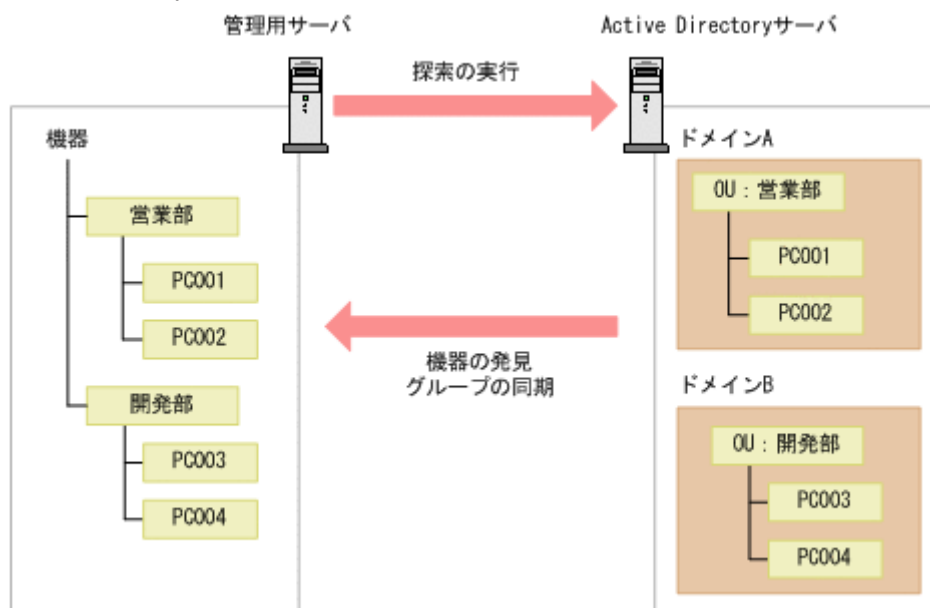 管理用サーバ
Active Directoryサーバ
探索の実行
機器
営業部
PC001
PC002
開発部
PC003
PC004
機器の発見
グループの同期
ドメインA
OU：営業部
PC001
PC002
ドメインB
OU：開発部
PC003
PC004